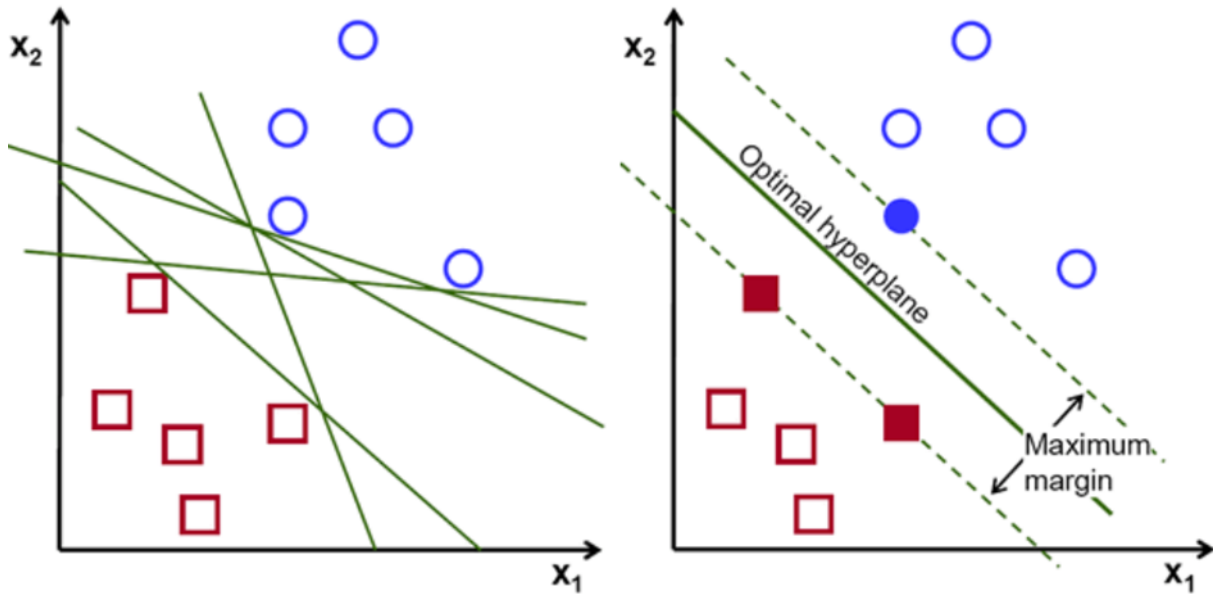 x₂
x₁
x₂
Optimal hyperplane
Maximum
margin
x₁